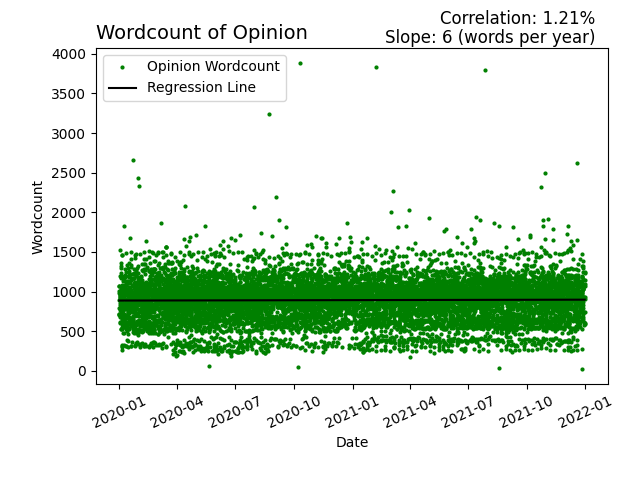 Wordcount of Opinion
Correlation: 1.21%
Slope: 6 (words per year)
Opinion Wordcount
Regression Line
Wordcount
4000
3500
3000
2500
2000
1500
1000
500
0
2020-01
2020-04
2020-07
2020-10
2021-01
2021-04
2021-07
2021-10
2022-01
Date